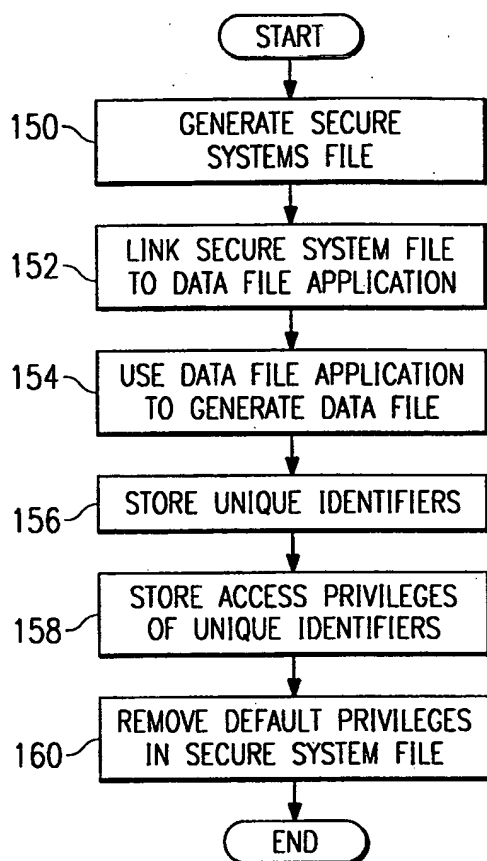 START
150
GENERATE SECURE
SYSTEMS FILE
152
LINK SECURE SYSTEM FILE
TO DATA FILE APPLICATION
154
USE DATA FILE APPLICATION
TO GENERATE DATA FILE
156
STORE UNIQUE IDENTIFIERS
158
STORE ACCESS PRIVILEGES
OF UNIQUE IDENTIFIERS
160
REMOVE DEFAULT PRIVILEGES
IN SECURE SYSTEM FILE
END